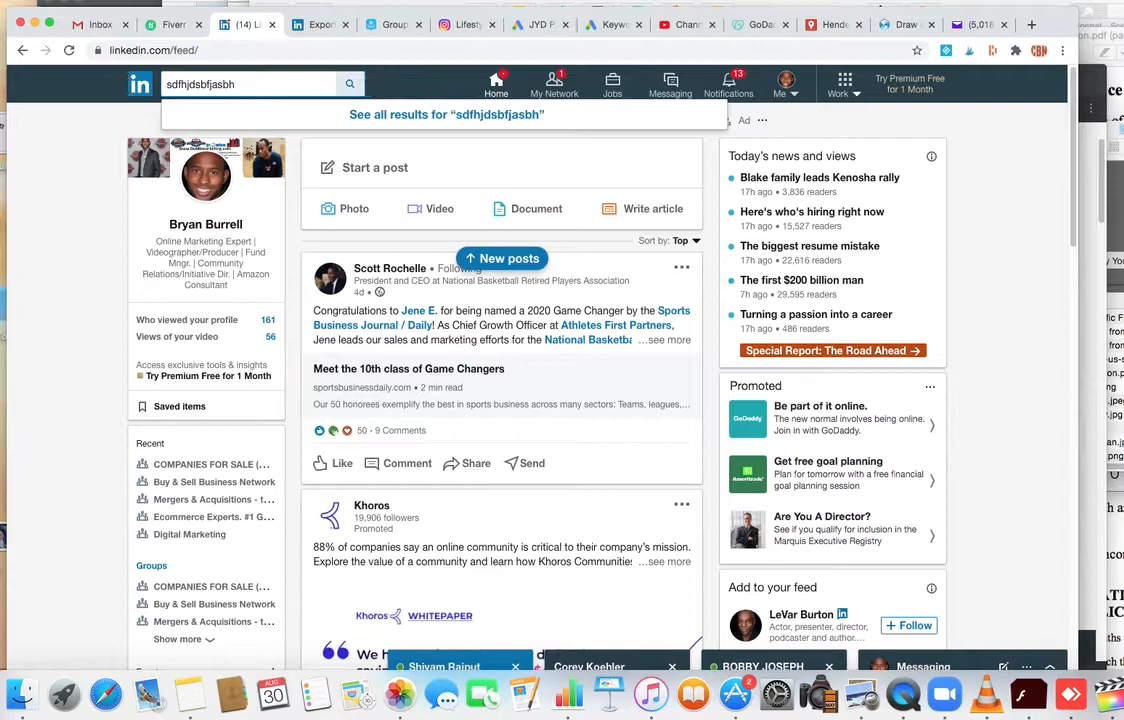 Inbox
Fiverr
(14) Li
Export
Group
Lifesty
JYD P
Keywo
Chann
GoDa
Hende
Draw
(5,018
linkedin.com/feed/
CBN
in
sdfhjdsbfjasbh
Home
1
My Network
Jobs
Messaging
13
Notifications
Me
Work
Try Premium Free
for 1 Month
See all results for “sdfhjdsbfjasbh”
Ad
Bryan Burrell
Online Marketing Expert |
Videographer/Producer | Fund
Mngr. | Community
Relations/Initiative Dir. | Amazon
Consultant
Who viewed your profile 161
Views of your video 56
Access exclusive tools & insights
Try Premium Free for 1 Month
Saved items
Recent
COMPANIES FOR SALE (...
Buy & Sell Business Network
Mergers & Acquisitions - t...
Ecommerce Experts. #1 G...
Digital Marketing
Groups
COMPANIES FOR SALE (...
Buy & Sell Business Network
Mergers & Acquisitions - t...
Show more
Start a post
Photo
Video
Document
Write article
Sort by: Top
↑ New posts
Scott Rochelle • Following
President and CEO at National Basketball Retired Players Association
4d •
Congratulations to Jene E. for being named a 2020 Game Changer by the Sports
Business Journal / Daily! As Chief Growth Officer at Athletes First Partners,
Jene leads our sales and marketing efforts for the National Basketba ...see more
Meet the 10th class of Game Changers
sportsbusinessdaily.com • 2 min read
Our 50 honorees exemplify the best in sports business across many sectors: Teams, leagues,...
50 · 9 Comments
Like
Comment
Share
Send
Khoros
19,906 followers
Promoted
88% of companies say an online community is critical to their company's mission.
Explore the value of a community and learn how Khoros Communities ...see more
Khoros WHITEPAPER
Today's news and views
Blake family leads Kenosha rally
17h ago • 3,836 readers
Here's who's hiring right now
17h ago • 15,527 readers
The biggest resume mistake
17h ago • 22,616 readers
The first $200 billion man
7h ago • 29,595 readers
Turning a passion into a career
17h ago • 486 readers
Special Report: The Road Ahead →
Promoted
GoDaddy
Be part of it online.
The new normal involves being online.
Join in with GoDaddy.
Ameritrade
Get free goal planning
Plan for tomorrow with a free financial
goal planning session
Are You A Director?
See if you qualify for inclusion in the
Marquis Executive Registry
Add to your feed
LeVar Burton in
Actor, presenter, director,
podcaster and author....
+ Follow
Shivam Rajput
Corey Koehler
BOBBY JOSEPH
Messaging
AUG
30
2